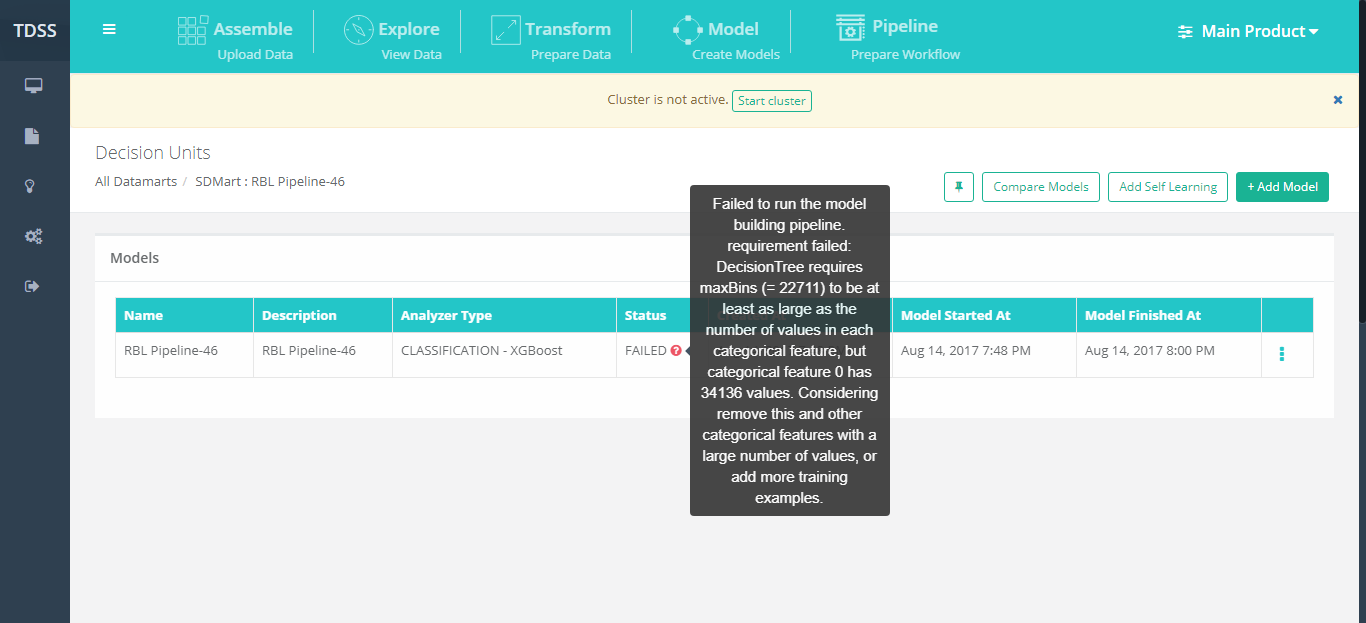 TDSS
Assemble
Upload Data
Explore
View Data
Transform
Prepare Data
Model
Create Models
Pipeline
Prepare Workflow
Main Product
Cluster is not active. Start cluster
Decision Units
All Datamarts / SDMart : RBL Pipeline-46
Compare Models
Add Self Learning
+ Add Model
Models
Name Description Analyzer Type Status Model Started At Model Finished At
RBL Pipeline-46 RBL Pipeline-46 CLASSIFICATION - XGBoost FAILED Aug 14, 2017 7:48 PM Aug 14, 2017 8:00 PM
Failed to run the model
building pipeline.
requirement failed:
DecisionTree requires
maxBins (= 22711) to be at
least as large as the
number of values in each
categorical feature, but
categorical feature 0 has
34136 values. Considering
remove this and other
categorical features with a
large number of values, or
add more training
examples.